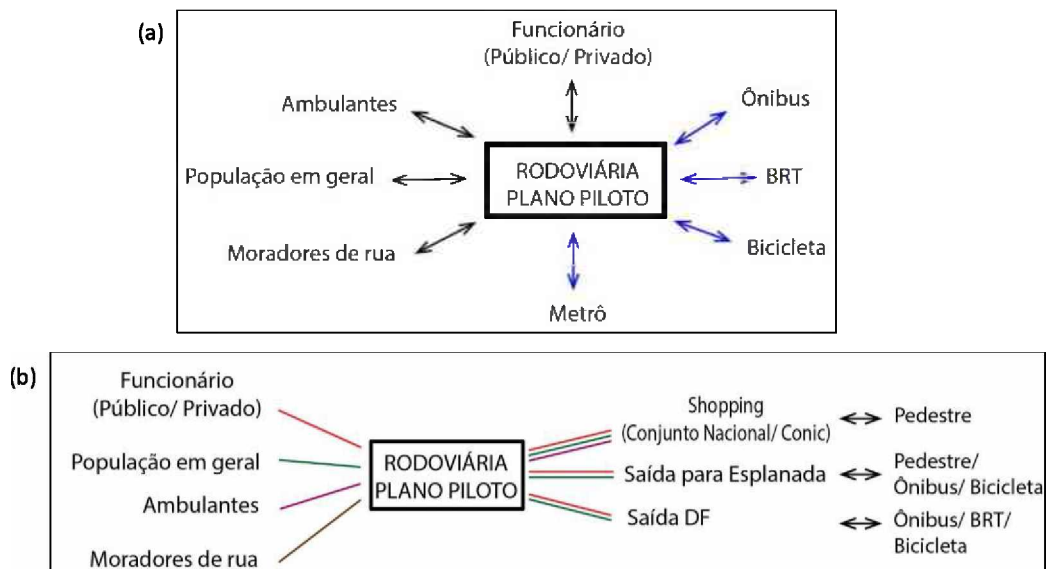 (a)
Funcionário
(Público/ Privado)
Ambulantes
Ônibus
População em geral
RODOVIÁRIA
PLANO PILOTO
BRT
Moradores de rua
Bicicleta
Metrô
(b)
Funcionário
(Público/ Privado)
População em geral
Ambulantes
Moradores de rua
RODOVIÁRIA
PLANO PILOTO
Shopping
(Conjunto Nacional/ Conic)
Pedestre
Saída para Esplanada
Pedestre/
Ônibus/ Bicicleta
Saída DF
Ônibus/ BRT/
Bicicleta